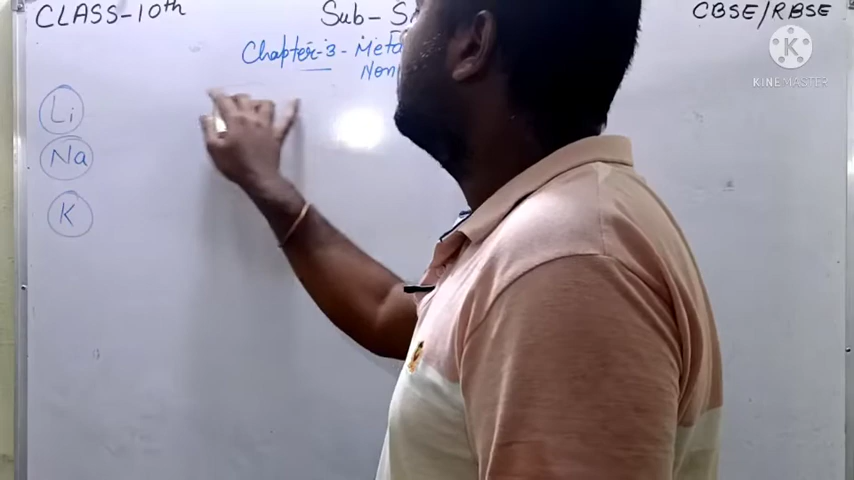 CLASS-10th
Sub-
CBSE/RBSE
Chapter-3 - Meta
Non
Li
Na
K
K
KINEMASTER